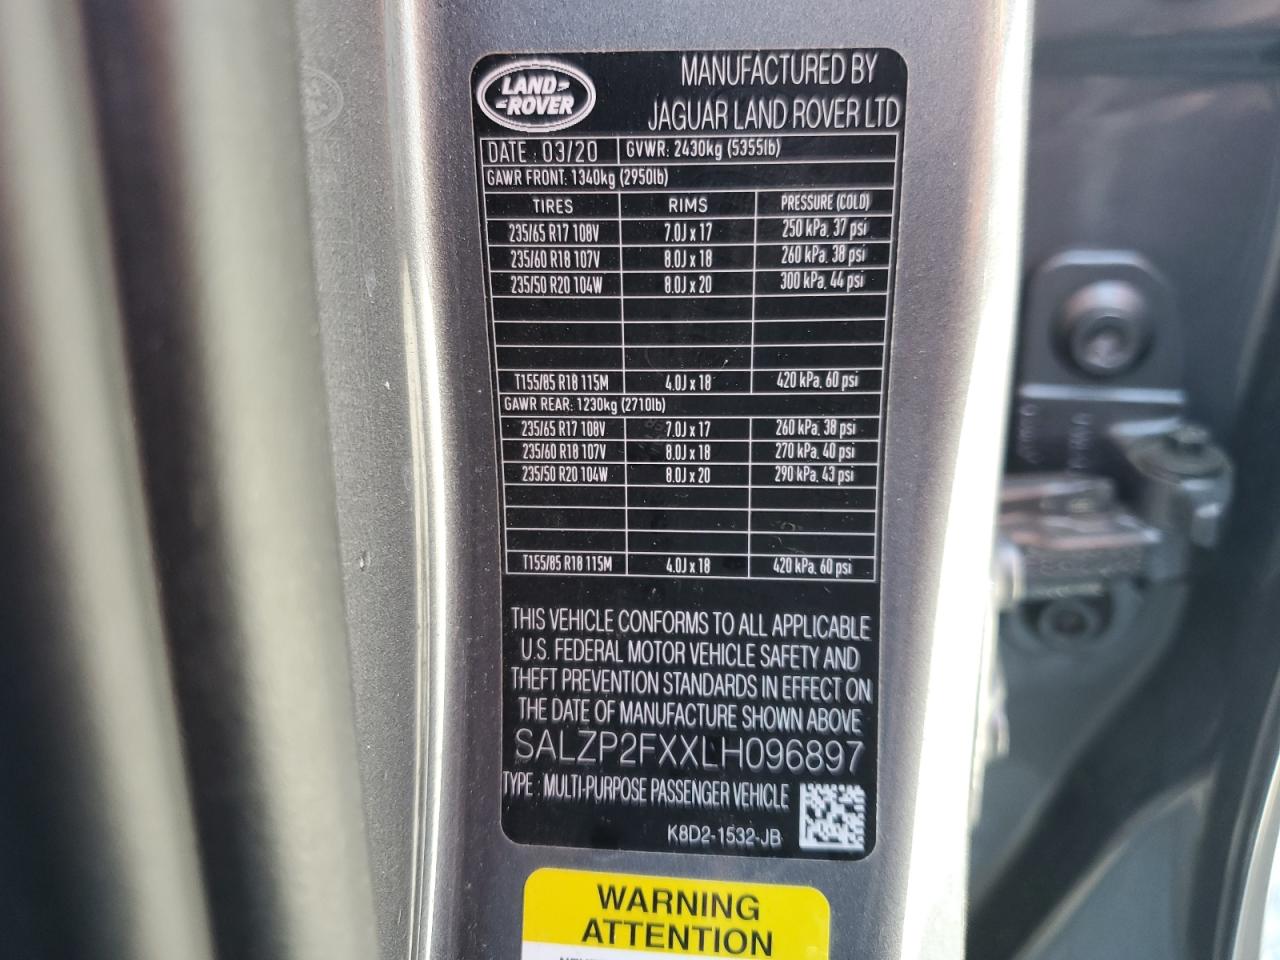 LAND-
-ROVER
MANUFACTURED BY
JAGUAR LAND ROVER LTD
DATE : 03/20 GVWR: 2430kg (5355lb)
GAWR FRONT: 1340kg (2950lb)
TIRES RIMS PRESSURE (COLD)
235/65 R17 108V 7.0J x 17 250 kPa, 37 psi
235/60 R18 107V 8.0J x 18 260 kPa, 38 psi
235/50 R20 104W 8.0J x 20 300 kPa, 44 psi
T155/85 R18 115M 4.0J x 18 420 kPa, 60 psi
GAWR REAR: 1230kg (2710lb)
235/65 R17 108V 7.0J x 17 260 kPa, 38 psi
235/60 R18 107V 8.0J x 18 270 kPa, 40 psi
235/50 R20 104W 8.0J x 20 290 kPa, 43 psi
T155/85 R18 115M 4.0J x 18 420 kPa, 60 psi
THIS VEHICLE CONFORMS TO ALL APPLICABLE
U.S. FEDERAL MOTOR VEHICLE SAFETY AND
THEFT PREVENTION STANDARDS IN EFFECT ON
THE DATE OF MANUFACTURE SHOWN ABOVE
SALZP2FXXLH096897
TYPE : MULTI-PURPOSE PASSENGER VEHICLE
K8D2-1532-JB
WARNING
ATTENTION